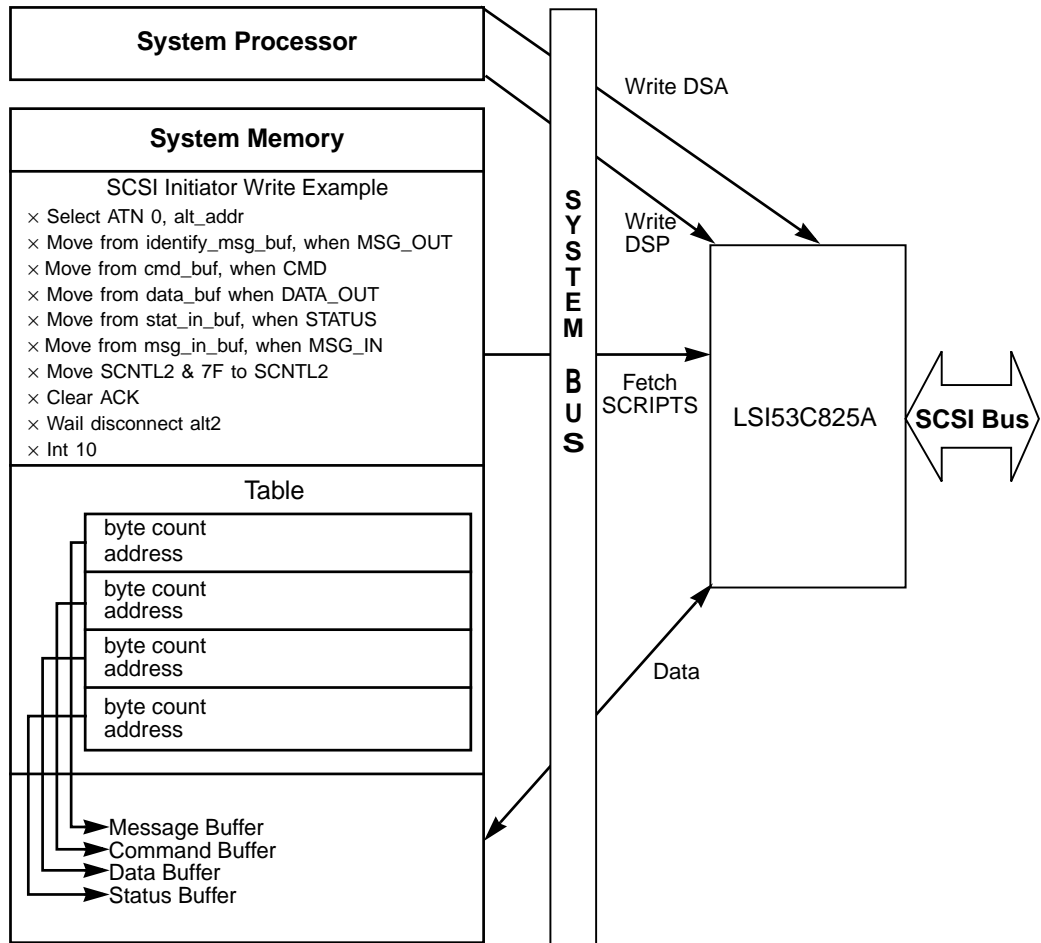 System Processor
System Memory
SCSI Initiator Write Example
× Select ATN 0, alt_addr
× Move from identify_msg_buf, when MSG_OUT
× Move from cmd_buf, when CMD
× Move from data_buf when DATA_OUT
× Move from stat_in_buf, when STATUS
× Move from msg_in_buf, when MSG_IN
× Move SCNTL2 & 7F to SCNTL2
× Clear ACK
× Wail disconnect alt2
× Int 10
Table
byte count
address
byte count
address
byte count
address
byte count
address
Message Buffer
Command Buffer
Data Buffer
Status Buffer
SYSTEM BUS
Write DSA
Write
DSP
Fetch
SCRIPTS
Data
LSI53C825A
SCSI Bus